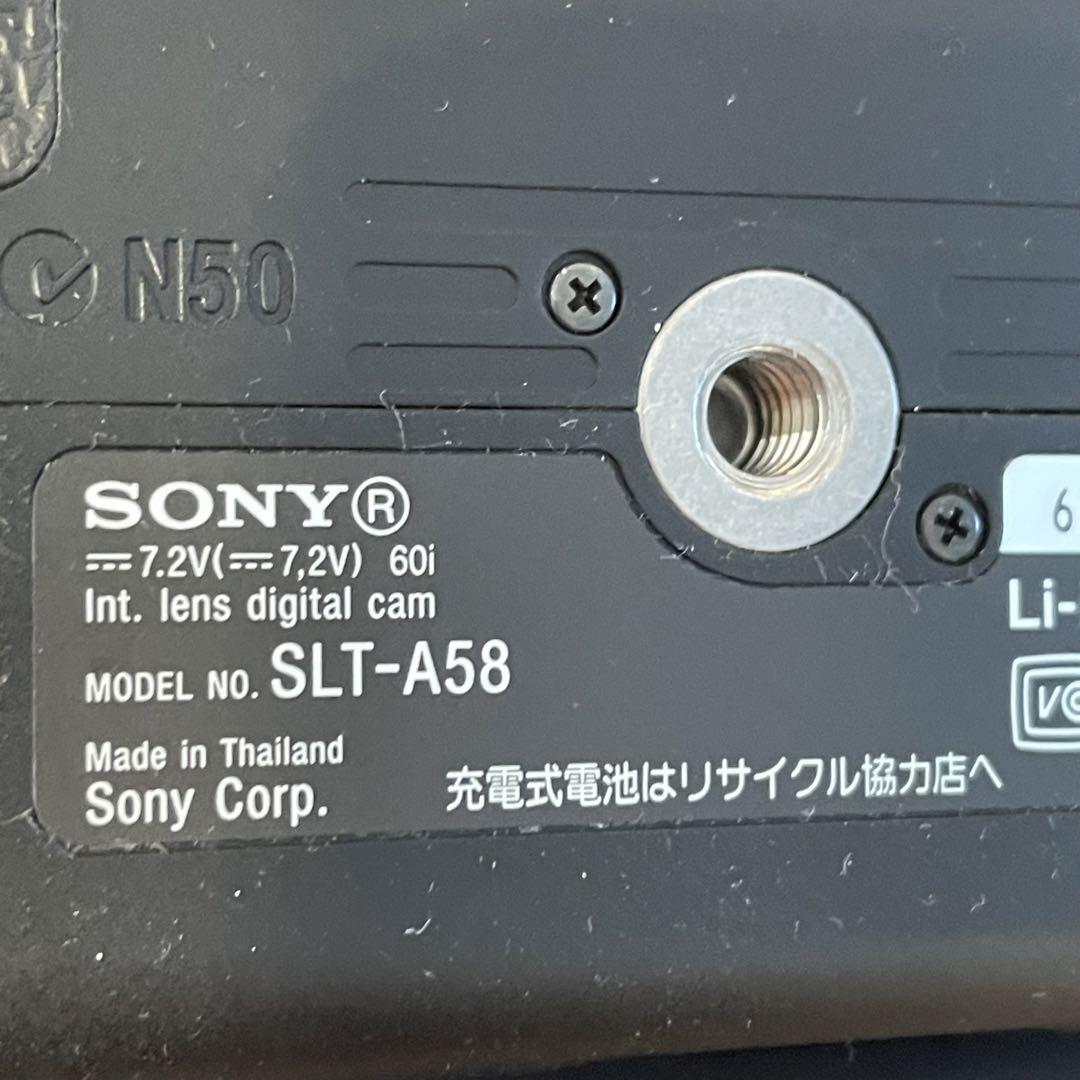 N50
SONY®
⎓7.2V(⎓7,2V) 60i
Int. lens digital cam
MODEL NO. SLT-A58
Made in Thailand
Sony Corp.
充電式電池はリサイクル協力店へ
6
Li-